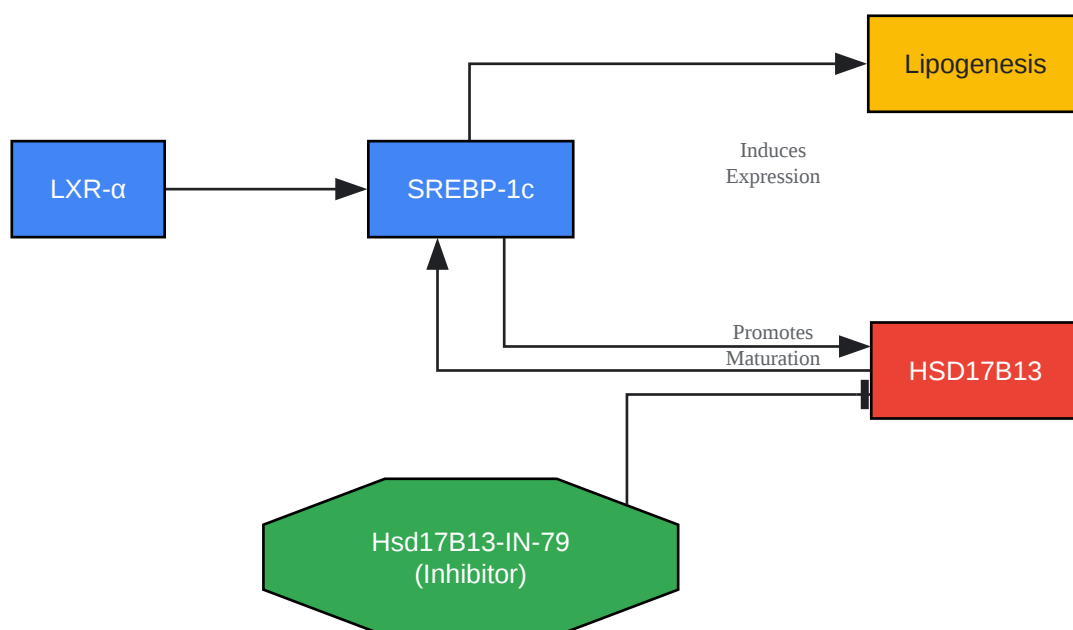 Lipogenesis
Induces
Expression
LXR-α
SREBP-1c
Promotes
Maturation
HSD17B13
Hsd17B13-IN-79
(Inhibitor)